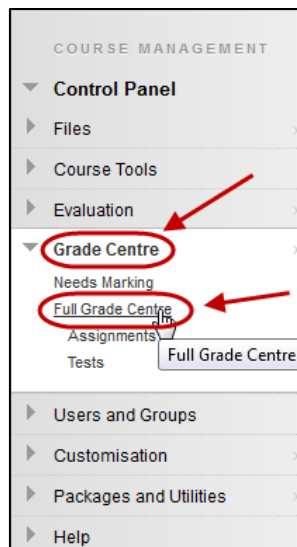 COURSE MANAGEMENT
Control Panel
Files
Course Tools
Evaluation
Grade Centre
Needs Marking
Full Grade Centre
Assignments
Full Grade Centre
Tests
Users and Groups
Customisation
Packages and Utilities
Help